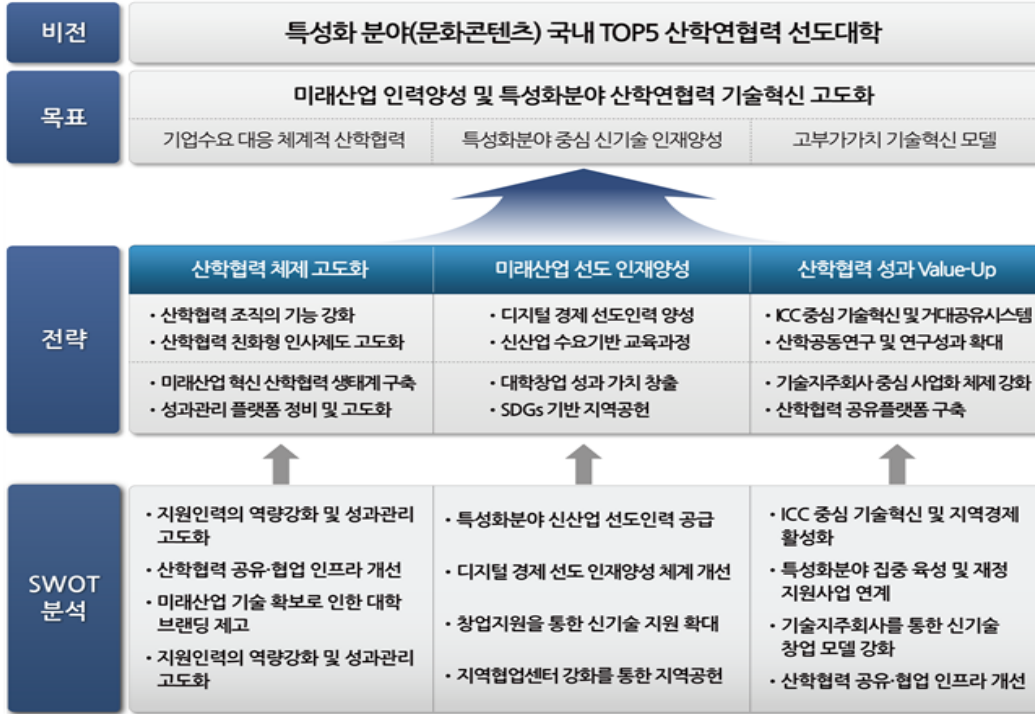 비전
특성화 분야(문화콘텐츠) 국내 TOP5 산학연협력 선도대학
목표
미래산업 인력양성 및 특성화분야 산학연협력 기술혁신 고도화
기업수요 대응 체계적 산학협력
특성화분야 중심 신기술 인재양성
고부가가치 기술혁신 모델
전략
산학협력 체제 고도화
• 산학협력 조직의 기능 강화
• 산학협력 친화형 인사제도 고도화
• 미래산업 혁신 산학협력 생태계 구축
• 성과관리 플랫폼 정비 및 고도화
미래산업 선도 인재양성
• 디지털 경제 선도인력 양성
• 신산업 수요기반 교육과정
• 대학창업 성과 가치 창출
• SDGs 기반 지역공헌
산학협력 성과 Value-Up
• ICC 중심 기술혁신 및 거대공유시스템
• 산학공동연구 및 연구성과 확대
• 기술지주회사 중심 사업화 체제 강화
• 산학협력 공유플랫폼 구축
SWOT
분석
• 지원인력의 역량강화 및 성과관리
고도화
• 산학협력 공유·협업 인프라 개선
• 미래산업 기술 확보로 인한 대학
브랜딩 제고
• 지원인력의 역량강화 및 성과관리
고도화
• 특성화분야 신산업 선도인력 공급
• 디지털 경제 선도 인재양성 체계 개선
• 창업지원을 통한 신기술 지원 확대
• 지역협업센터 강화를 통한 지역공헌
• ICC 중심 기술혁신 및 지역경제
활성화
• 특성화분야 집중 육성 및 재정
지원사업 연계
• 기술지주회사를 통한 신기술
창업 모델 강화
• 산학협력 공유·협업 인프라 개선